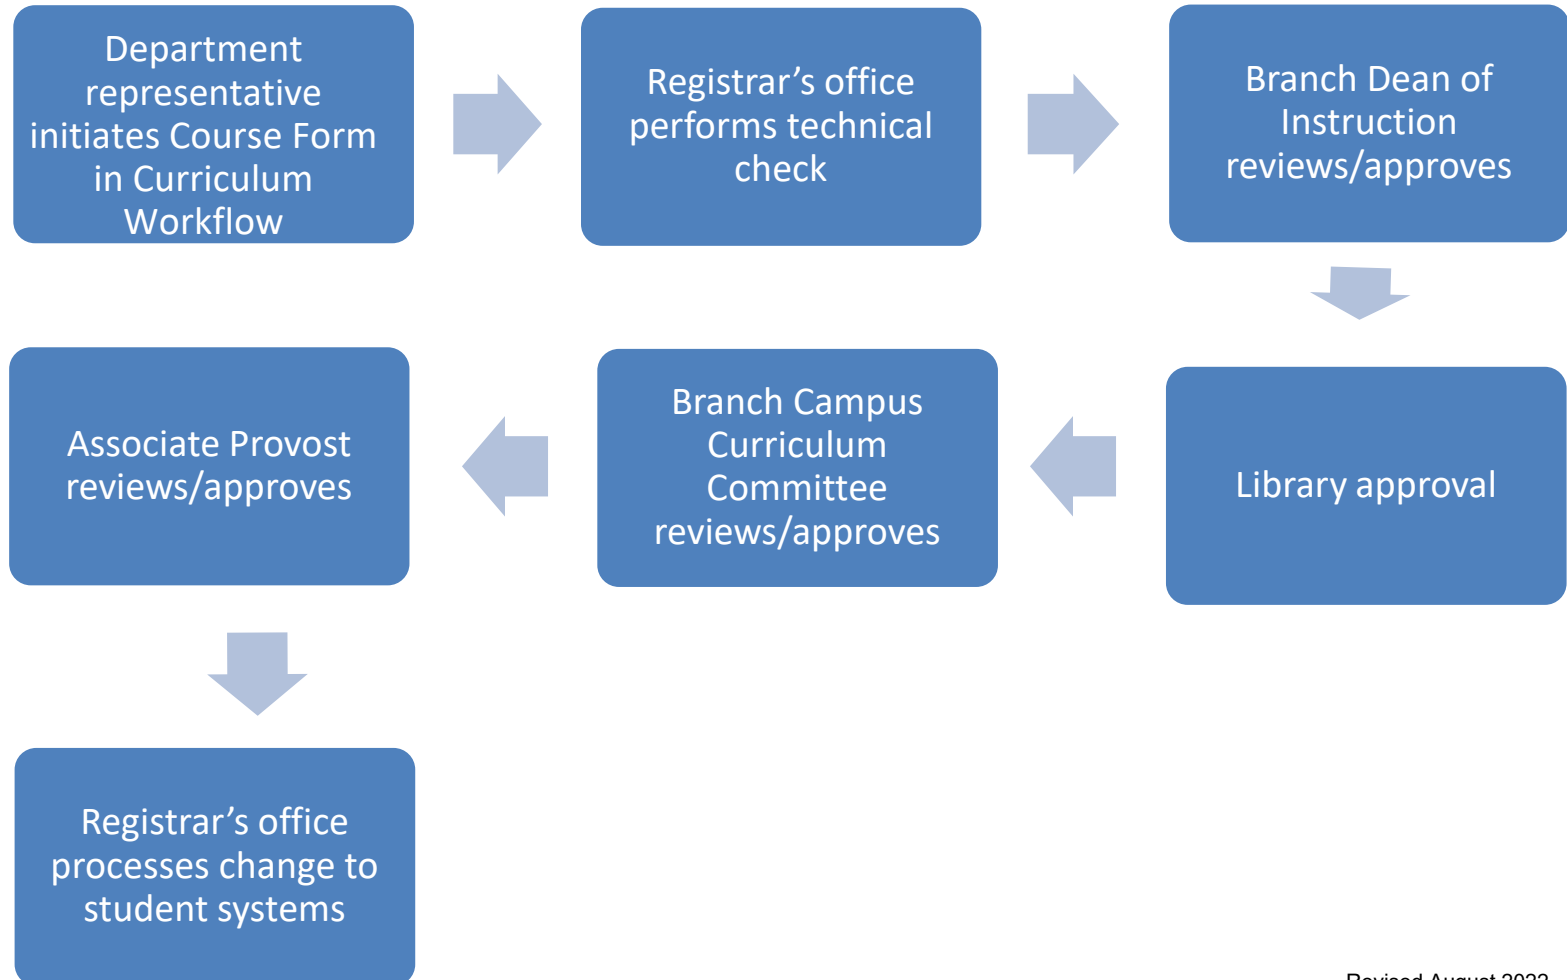 Department
representative
initiates Course Form
in Curriculum
Workflow
Registrar’s office
performs technical
check
Branch Dean of
Instruction
reviews/approves
Library approval
Branch Campus
Curriculum
Committee
reviews/approves
Associate Provost
reviews/approves
Registrar’s office
processes change to
student systems
Revised August 2022